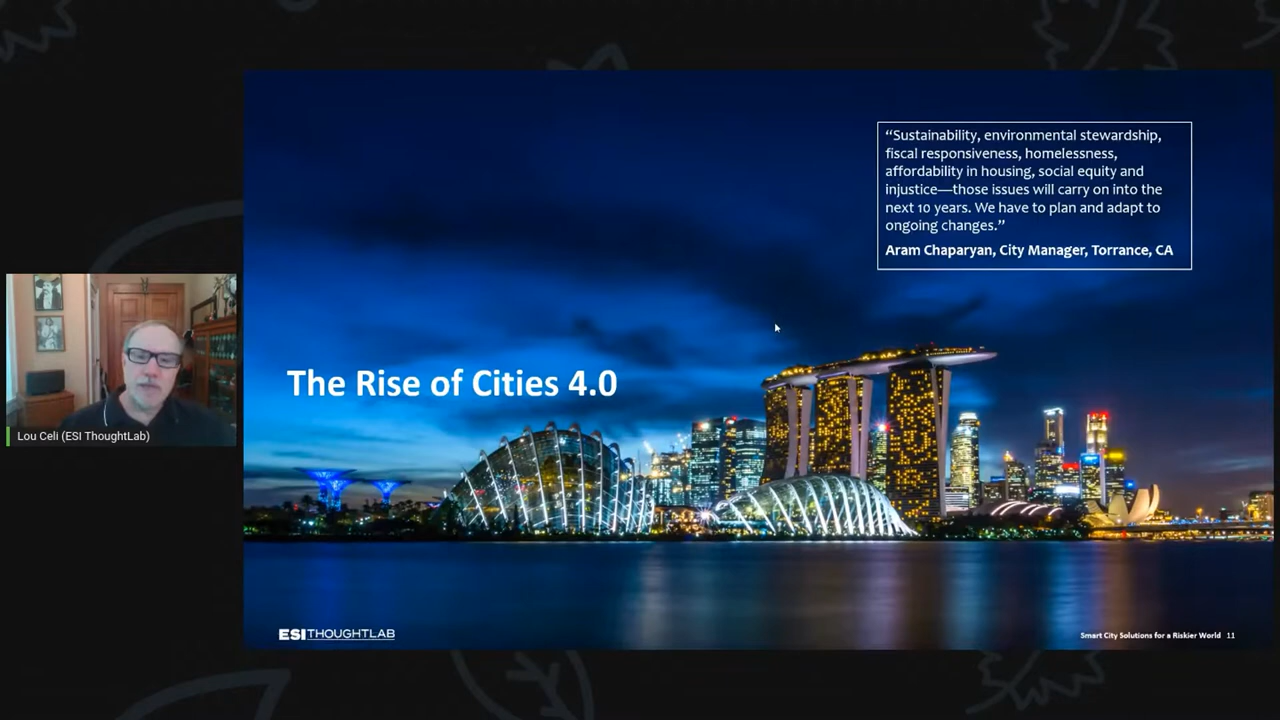 “Sustainability, environmental stewardship,
fiscal responsiveness, homelessness,
affordability in housing, social equity and
injustice—those issues will carry on into the
next 10 years. We have to plan and adapt to
ongoing changes.”
Aram Chaparyan, City Manager, Torrance, CA
The Rise of Cities 4.0
Lou Celi (ESI ThoughtLab)
ESI THOUGHTLAB
Smart City Solutions for a Riskier World 11